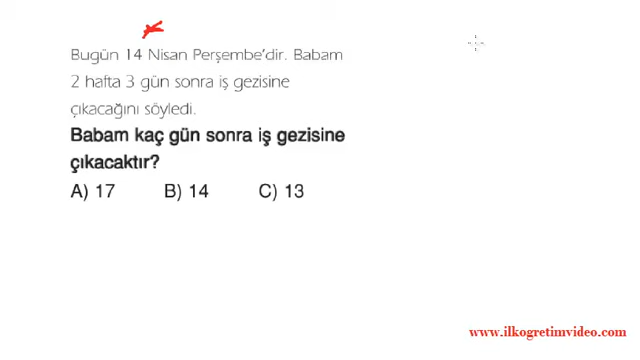 Bugün 14 Nisan Perşembe'dir. Babam
2 hafta 3 gün sonra iş gezisine
çıkacağını söyledi.
Babam kaç gün sonra iş gezisine
çıkacaktır?
A) 17 B) 14 C) 13
www.ilkogretimvideo.com